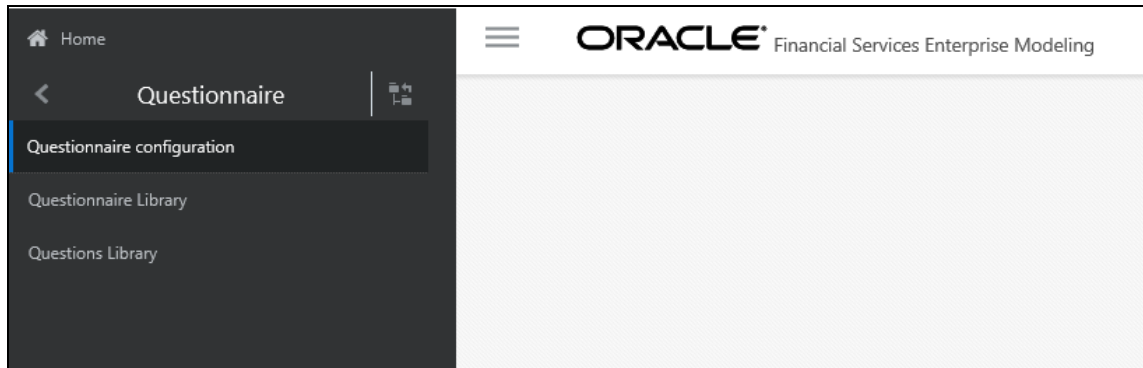 Home
ORACLE® Financial Services Enterprise Modeling
Questionnaire
Questionnaire configuration
Questionnaire Library
Questions Library